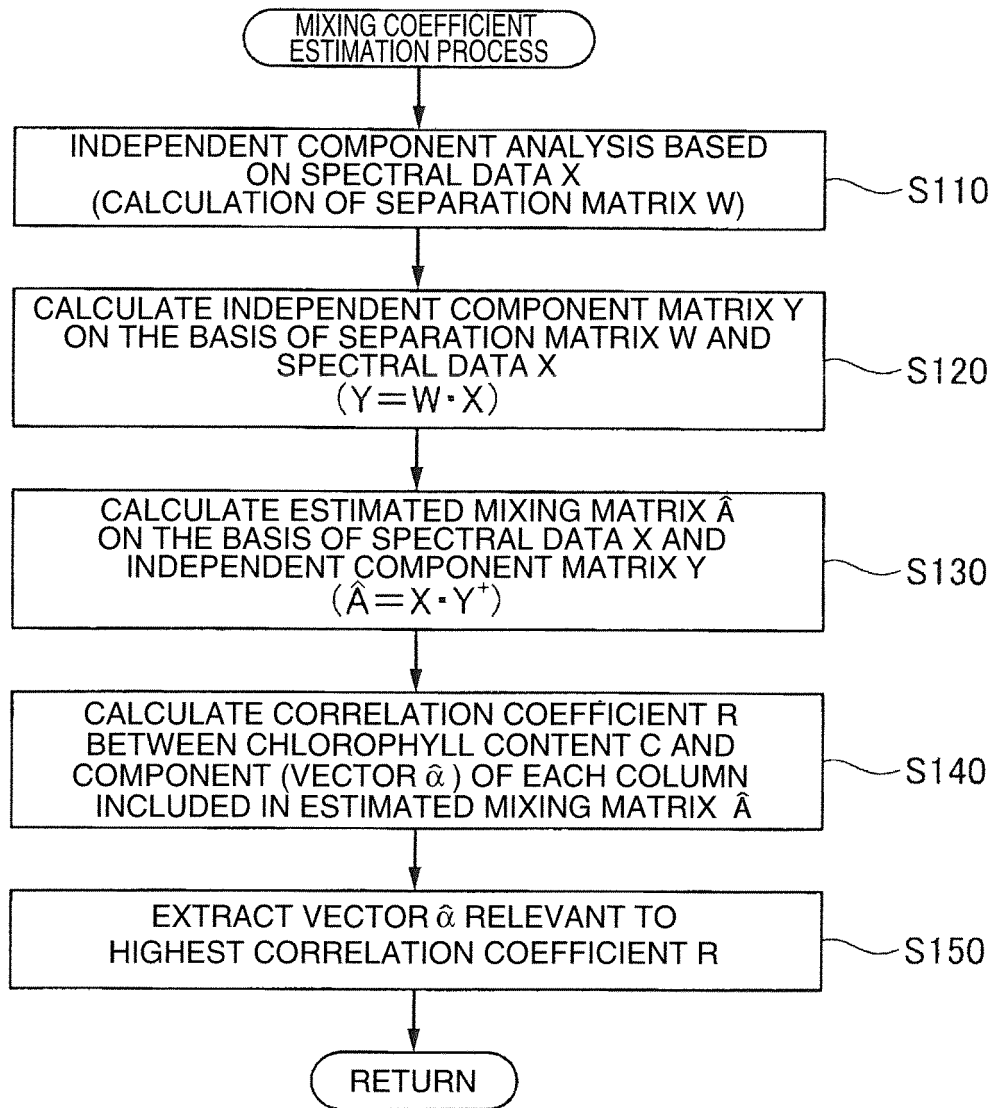 MIXING COEFFICIENT
ESTIMATION PROCESS
INDEPENDENT COMPONENT ANALYSIS BASED
ON SPECTRAL DATA X
(CALCULATION OF SEPARATION MATRIX W)
S110
CALCULATE INDEPENDENT COMPONENT MATRIX Y
ON THE BASIS OF SEPARATION MATRIX W AND
SPECTRAL DATA X
(Y=W·X)
S120
CALCULATE ESTIMATED MIXING MATRIX Â
ON THE BASIS OF SPECTRAL DATA X AND
INDEPENDENT COMPONENT MATRIX Y
(Â=X·Y⁺)
S130
CALCULATE CORRELATION COEFFICIENT R
BETWEEN CHLOROPHYLL CONTENT C AND
COMPONENT (VECTOR α̂) OF EACH COLUMN
INCLUDED IN ESTIMATED MIXING MATRIX Â
S140
EXTRACT VECTOR α̂ RELEVANT TO
HIGHEST CORRELATION COEFFICIENT R
S150
RETURN